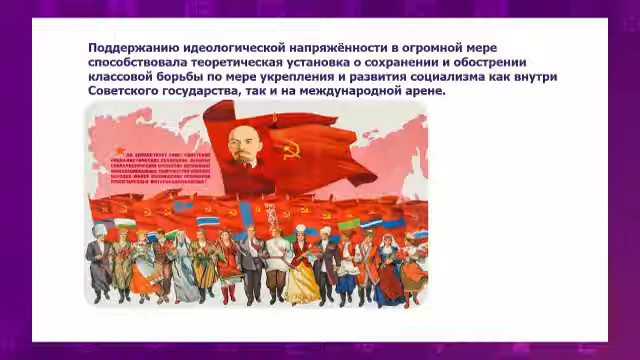 Поддержанию идеологической напряжённости в огромной мере
способствовала теоретическая установка о сохранении и обострении
классовой борьбы по мере укрепления и развития социализма как внутри
Советского государства, так и на международной арене.